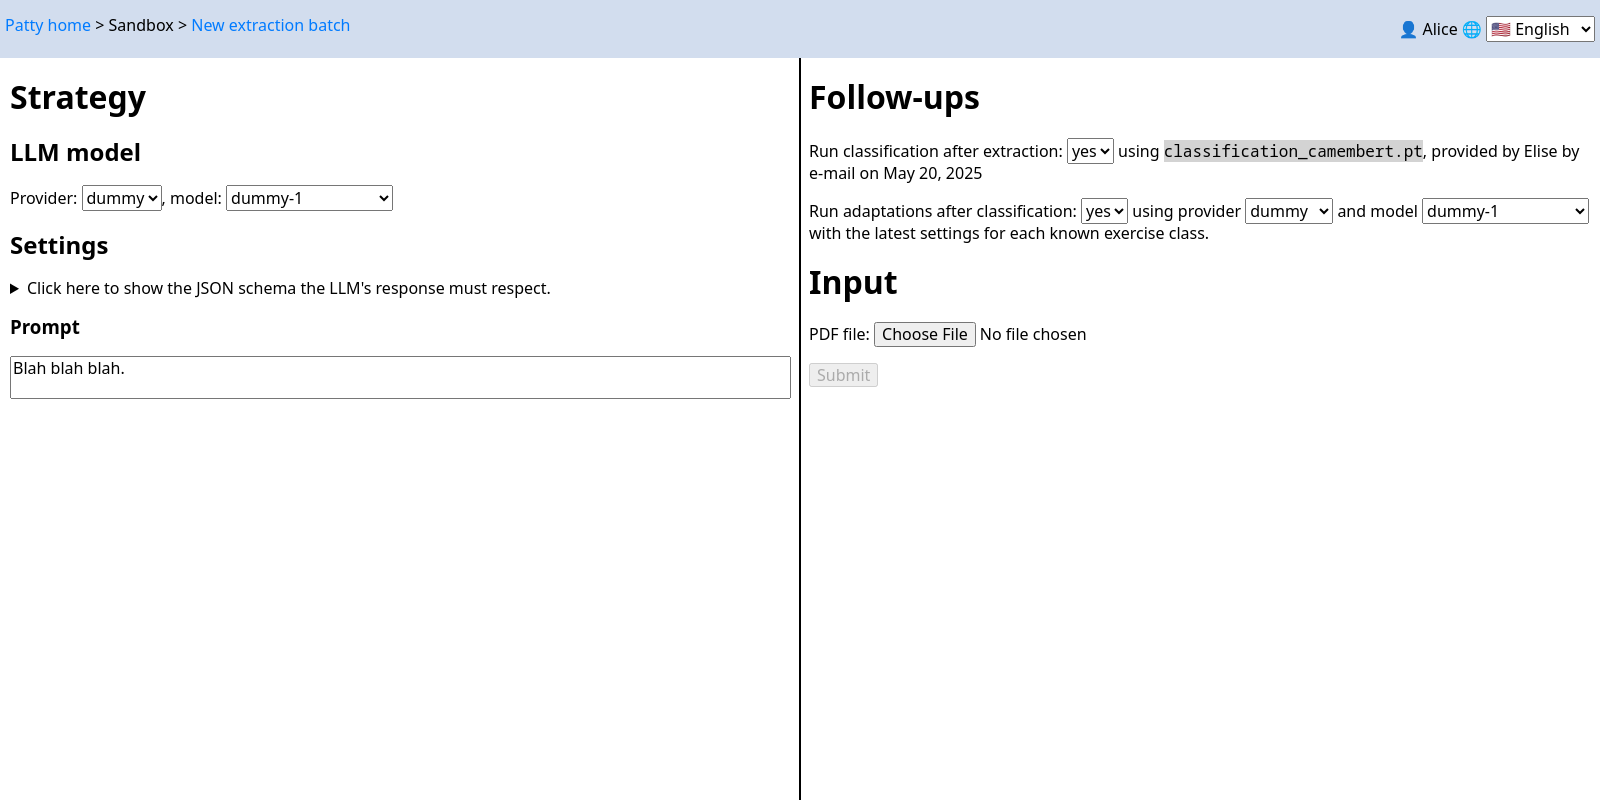 Patty home > Sandbox > New extraction batch
👤 Alice 🌐 🇺🇸 English
Strategy
LLM model
Provider: dummy, model: dummy-1
Settings
Click here to show the JSON schema the LLM's response must respect.
Prompt
Blah blah blah.
Follow-ups
Run classification after extraction: yes using classification_camembert.pt, provided by Elise by
e-mail on May 20, 2025
Run adaptations after classification: yes using provider dummy and model dummy-1
with the latest settings for each known exercise class.
Input
PDF file: Choose File No file chosen
Submit